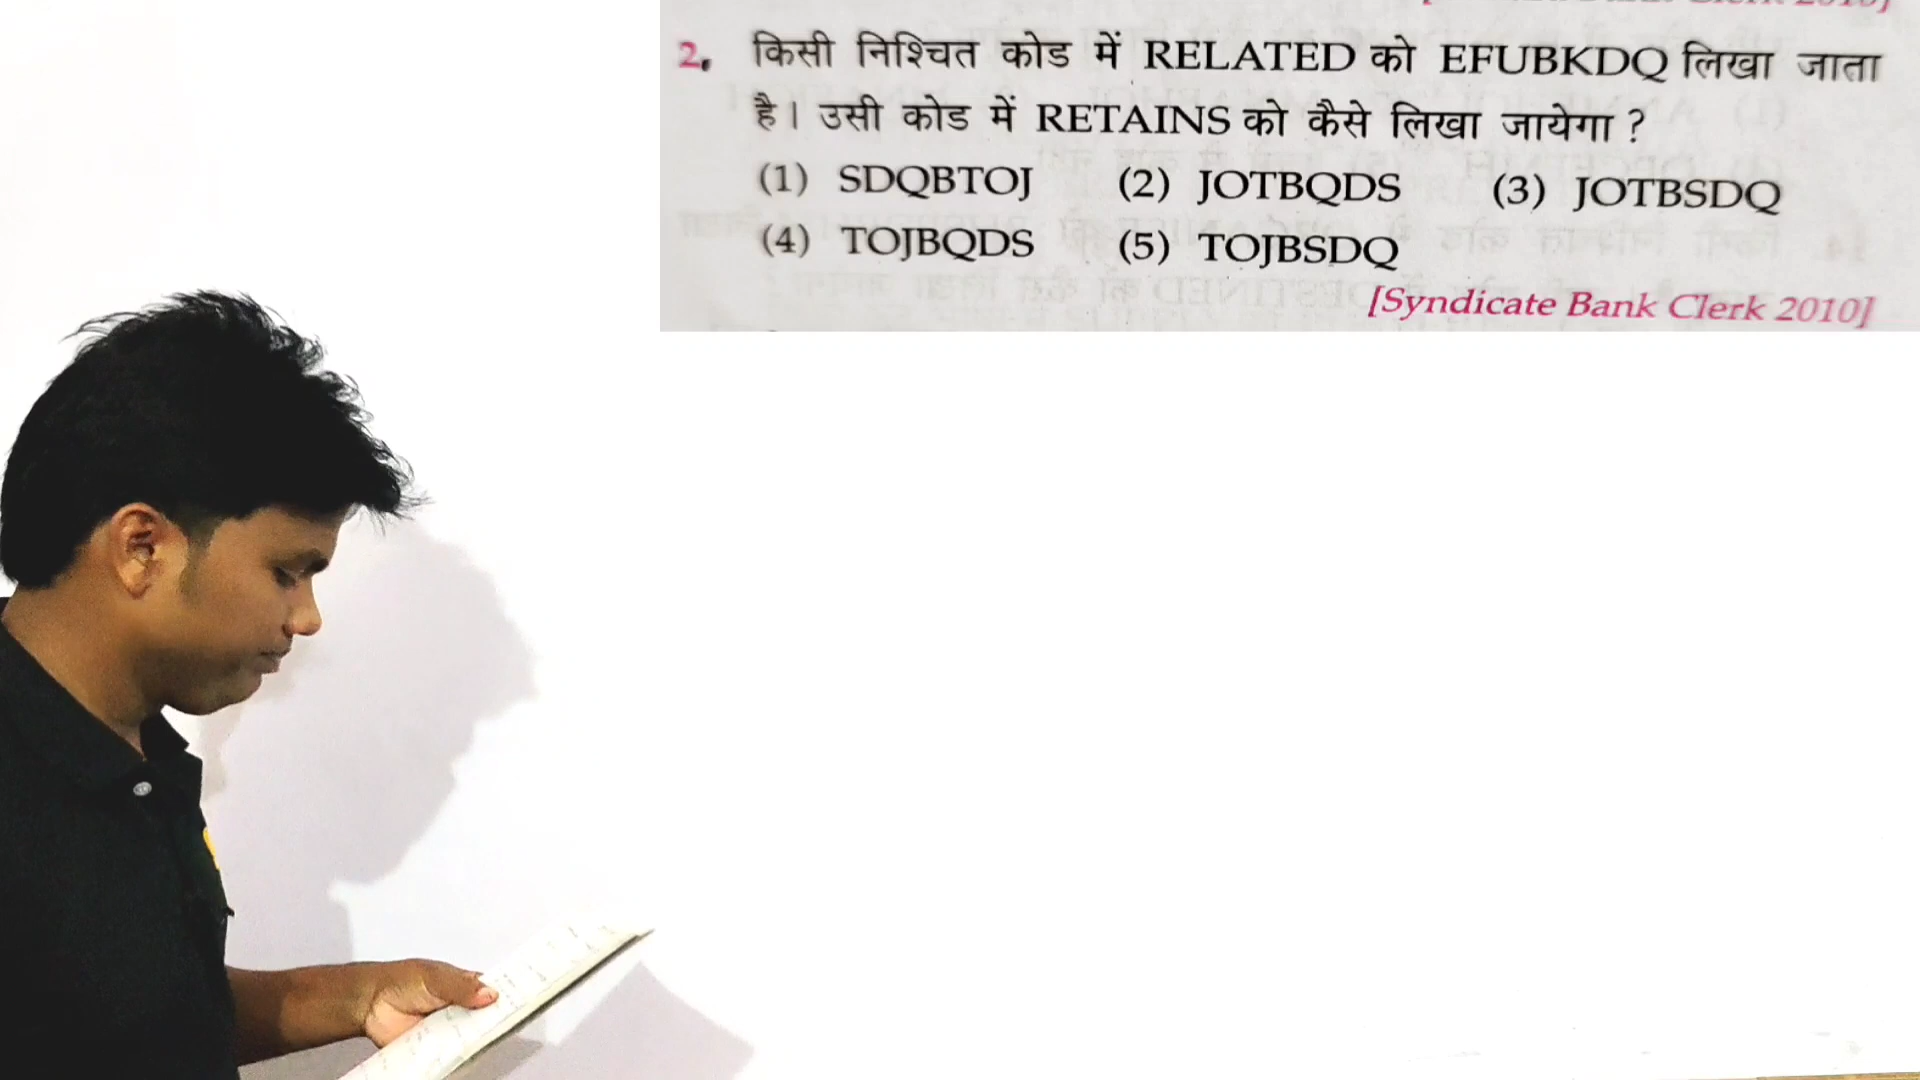 2. किसी निश्चित कोड में RELATED को EFUBKDQ लिखा जाता
है। उसी कोड में RETAINS को कैसे लिखा जायेगा ?
(1) SDQBTOJ (2) JOTBQDS (3) JOTBSDQ
(4) TOJBQDS (5) TOJBSDQ
[Syndicate Bank Clerk 2010]